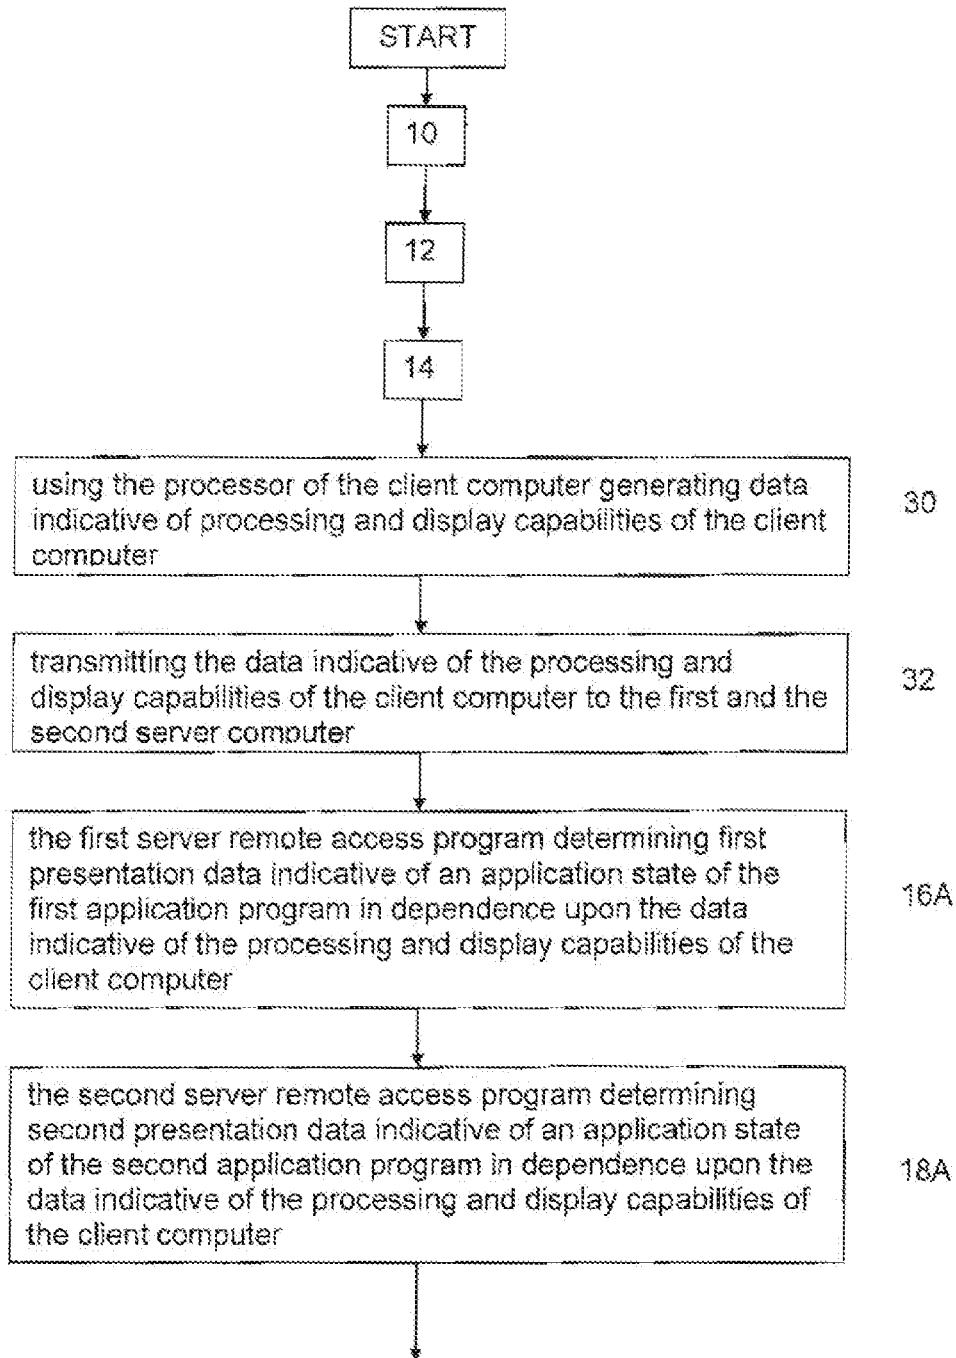 START
10
12
14
using the processor of the client computer generating data
indicative of processing and display capabilities of the client
computer
30
transmitting the data indicative of the processing and
display capabilities of the client computer to the first and the
second server computer
32
the first server remote access program determining first
presentation data indicative of an application state of the
first application program in dependence upon the data
indicative of the processing and display capabilities of the
client computer
16A
the second server remote access program determining
second presentation data indicative of an application state
of the second application program in dependence upon the
data indicative of the processing and display capabilities of
the client computer
18A